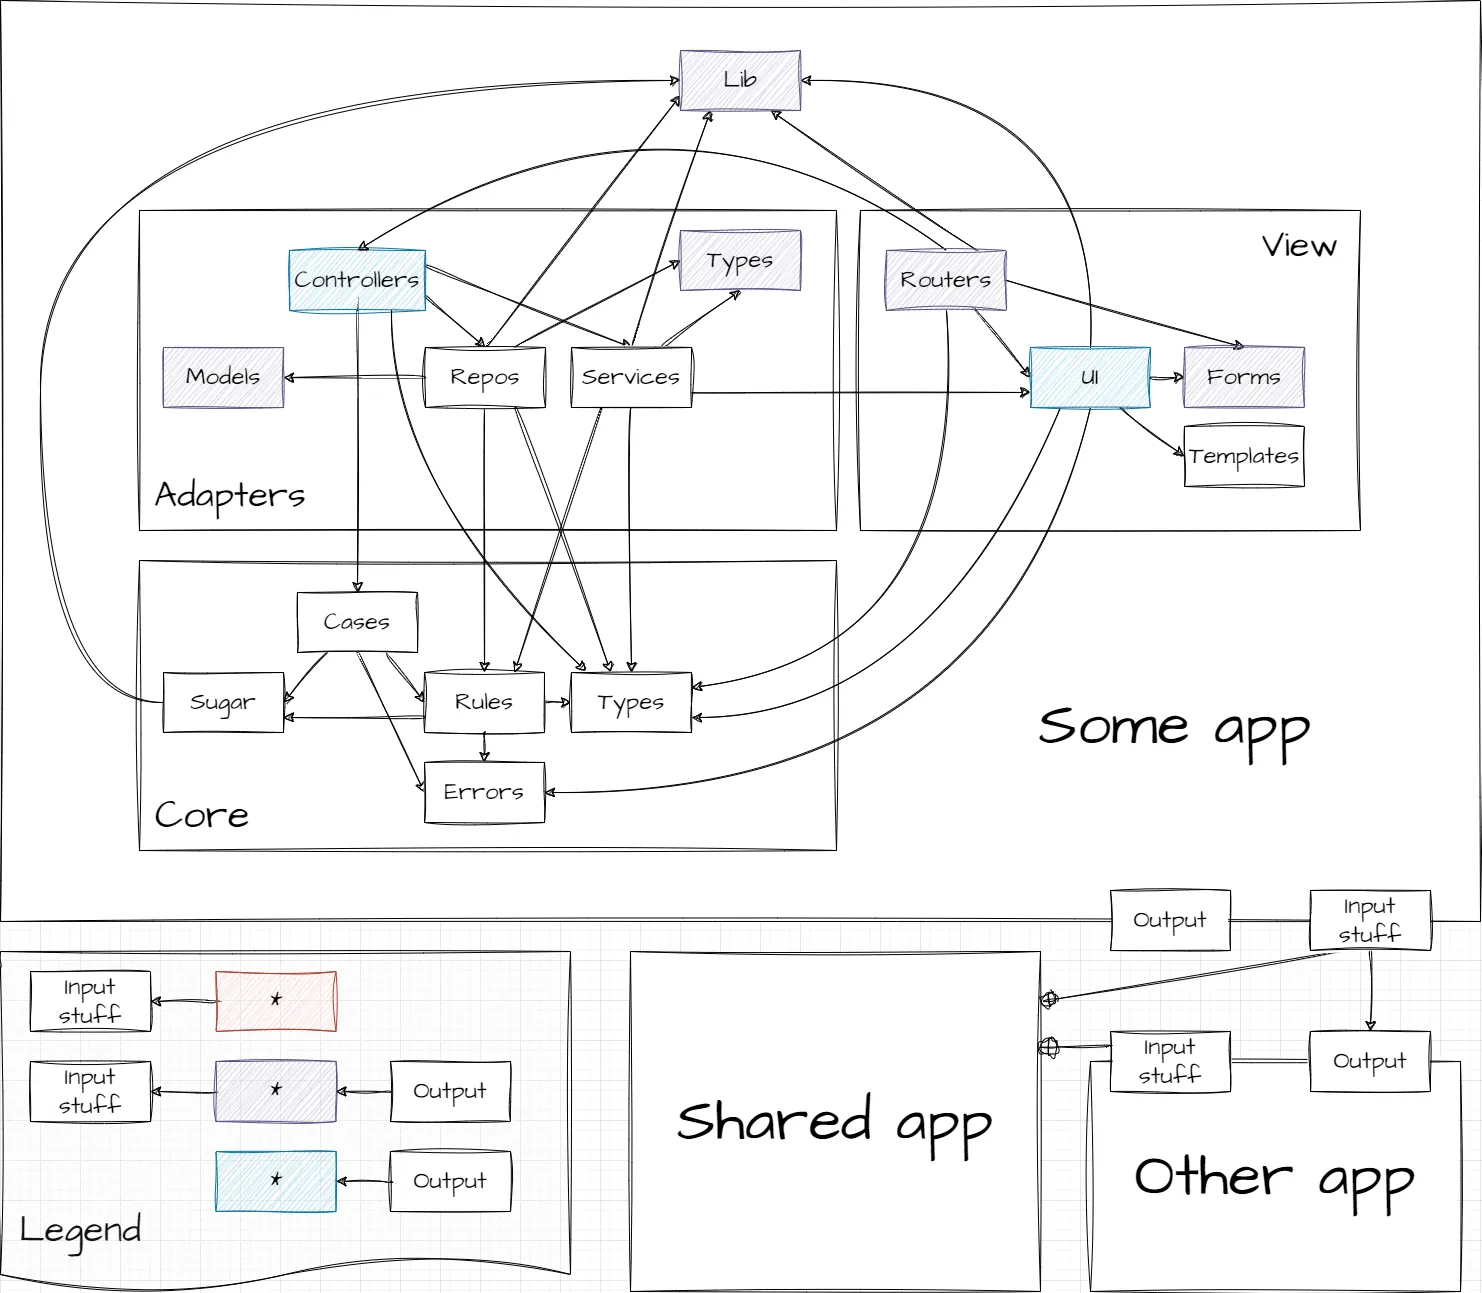 Lib
View
Controllers
Types
Routers
Models
Repos
Services
UI
Forms
Templates
Adapters
Cases
Sugar
Rules
Types
Some app
Errors
Core
Output
Input
stuff
Input
stuff
*
Input
stuff
Output
Input
stuff
*
Output
Shared app
Other app
*
Output
Legend